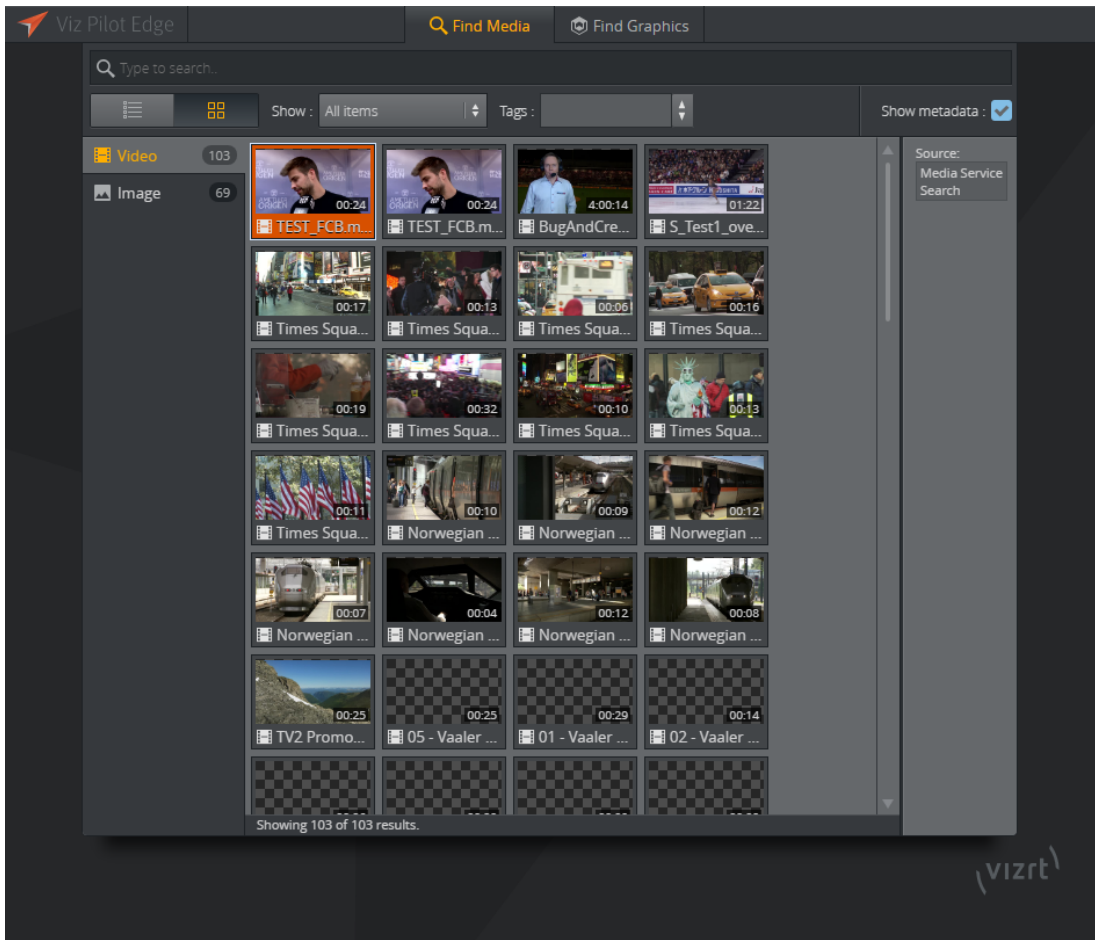 Viz Pilot Edge
Find Media
Find Graphics
Type to search..
Show :
All items
Tags :
Show metadata :
Video
103
Image
69
00:24
00:24
4:00:14
01:22
TEST_FCB.m...
TEST_FCB.m...
BugAndCre...
S_Test1_ove...
00:17
00:13
00:06
00:16
Times Squa...
Times Squa...
Times Squa...
Times Squa...
00:19
00:32
00:10
00:13
Times Squa...
Times Squa...
Times Squa...
Times Squa...
00:11
00:10
00:09
00:12
Times Squa...
Norwegian ...
Norwegian ...
Norwegian ...
00:07
00:04
00:12
00:08
Norwegian ...
Norwegian ...
Norwegian ...
Norwegian ...
00:25
00:25
00:29
00:14
TV2 Promo...
05 - Vaaler ...
01 - Vaaler ...
02 - Vaaler ...
Showing 103 of 103 results.
Source:
Media Service
Search
vizrt